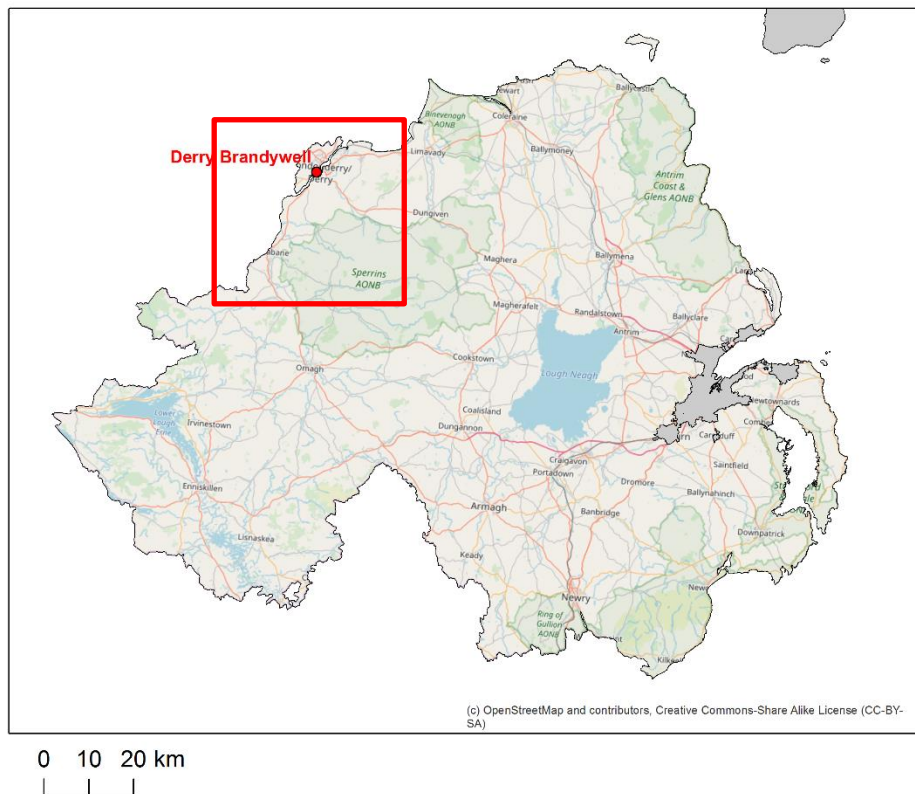 Ballycastle
Coleraine
Binevenagh
AONB
Limavady
Ballymoney
Antrim
Coast &
Glens AONB
Derry Brandywell
Dungiven
Sperrins
AONB
Maghera
Ballymena
Magherafelt
Randalstown
Ballyclare
Antrim
Cookstown
Lough Neagh
Omagh
Newtownards
Lower
Lough
Irvinestown
Coalisland
Dungannon
Craigavon
Portadown
Saintfield
Dromore
Ballynahinch
Enniskillen
Armagh
Banbridge
Lisnaskea
Downpatrick
Keady
Newry
Ring of
Gullion
AONB
(c) OpenStreetMap and contributors, Creative Commons-Share Alike License (CC-BY-
SA)
0 10 20 km